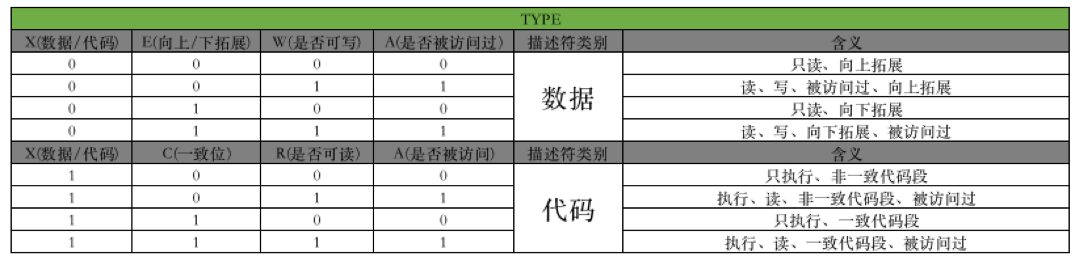 TYPE
X(数据/代码) E(向上/下拓展) W(是否可写) A(是否被访问过) 描述符类别 含义
0 0 0 0 只读、向上拓展
0 0 1 1 读、写、被访问过、向上拓展
数据
0 1 0 0 只读、向下拓展
0 1 1 1 读、写、向下拓展、被访问过
X(数据/代码) C(一致位) R(是否可读) A(是否被访问) 描述符类别 含义
1 0 0 0 只执行、非一致代码段
1 0 1 1 执行、读、非一致代码段、被访问过
代码
1 1 0 0 只执行、一致代码段
1 1 1 1 执行、读、一致代码段、被访问过